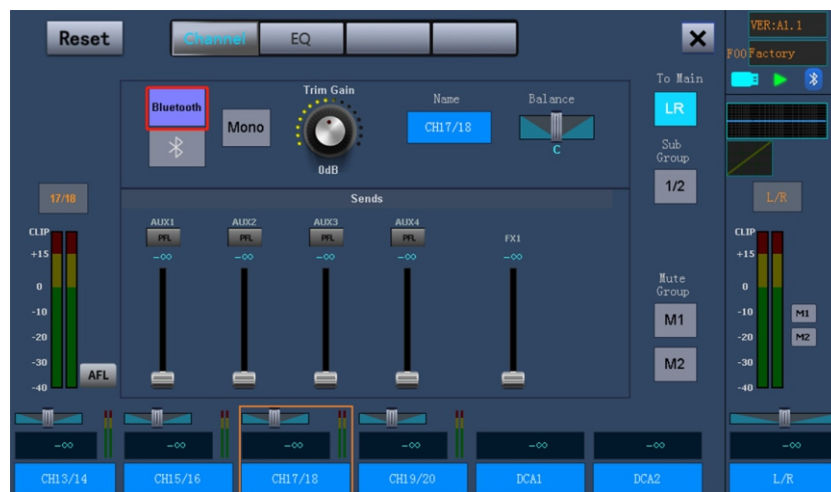 Reset
Channel
EQ
VER:A1.1
F00Factory
To Main
LR
Bluetooth
Mono
Trim Gain
0dB
Name
CH17/18
Balance
C
Sub
Group
1/2
17/18
L/R
Sends
AUX1
AUX2
AUX3
AUX4
FX1
PFL
PFL
PFL
PFL
-∞
-∞
-∞
-∞
-∞
CLIP
+15
0
-10
-20
-30
-40
AFL
Mute
Group
M1
M2
CLIP
+15
0
-10
-20
-30
-40
M1
M2
-∞
-∞
-∞
-∞
-∞
-∞
-∞
CH13/14
CH15/16
CH17/18
CH19/20
DCA1
DCA2
L/R